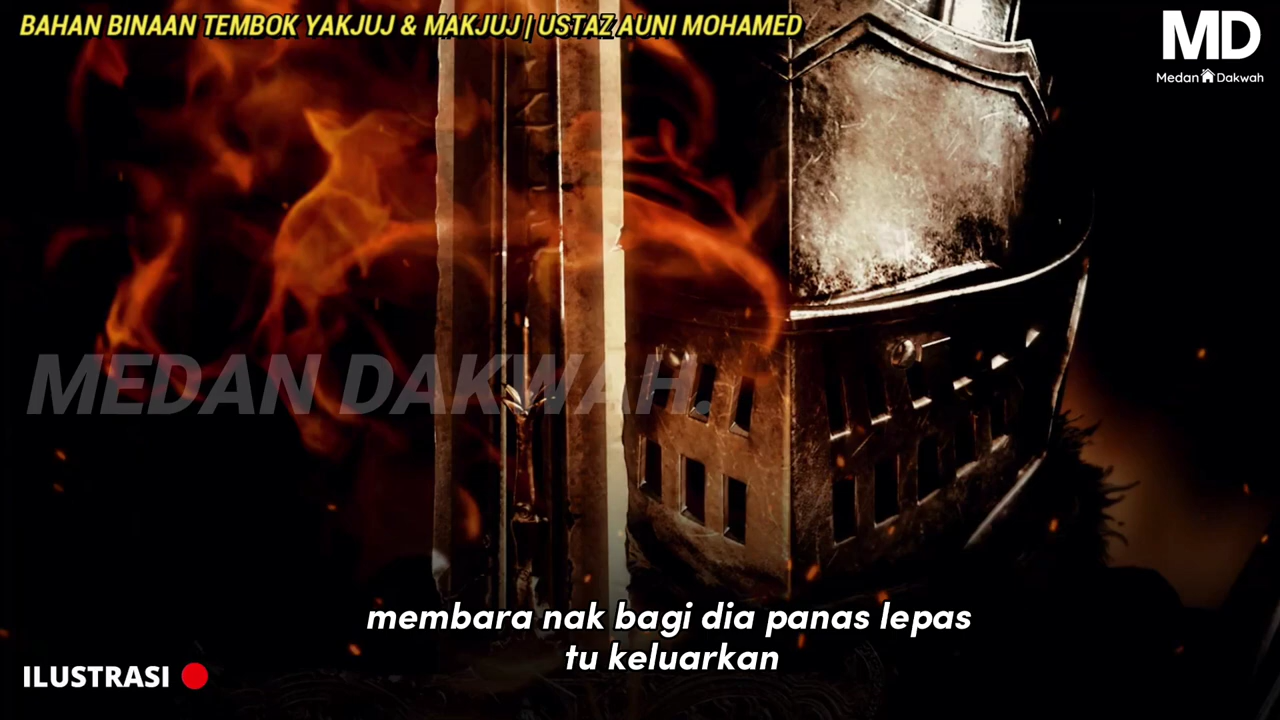 BAHAN BINAAN TEMBOK YAKJUJ & MAKJUJ | USTAZ AUNI MOHAMED
MD
Medan Dakwah
MEDAN DAKWAH.
membara nak bagi dia panas lepas
tu keluarkan
ILUSTRASI